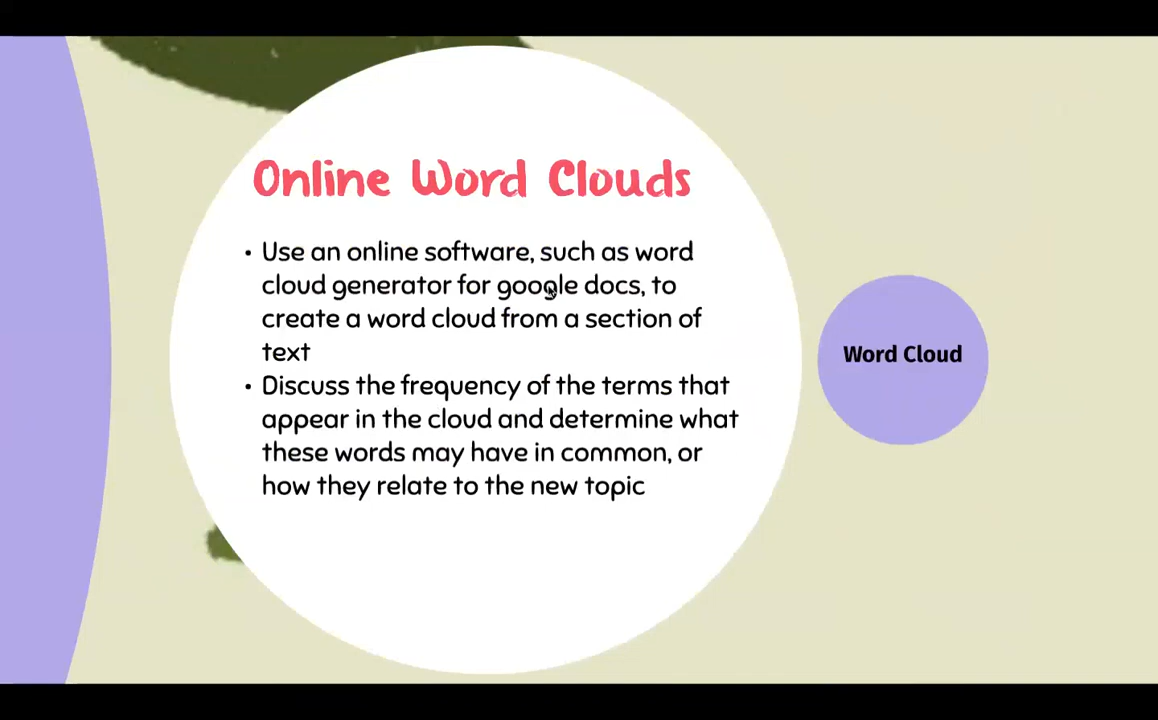 Online Word Clouds
• Use an online software, such as word
cloud generator for google docs, to
create a word cloud from a section of
text
• Discuss the frequency of the terms that
appear in the cloud and determine what
these words may have in common, or
how they relate to the new topic
Word Cloud